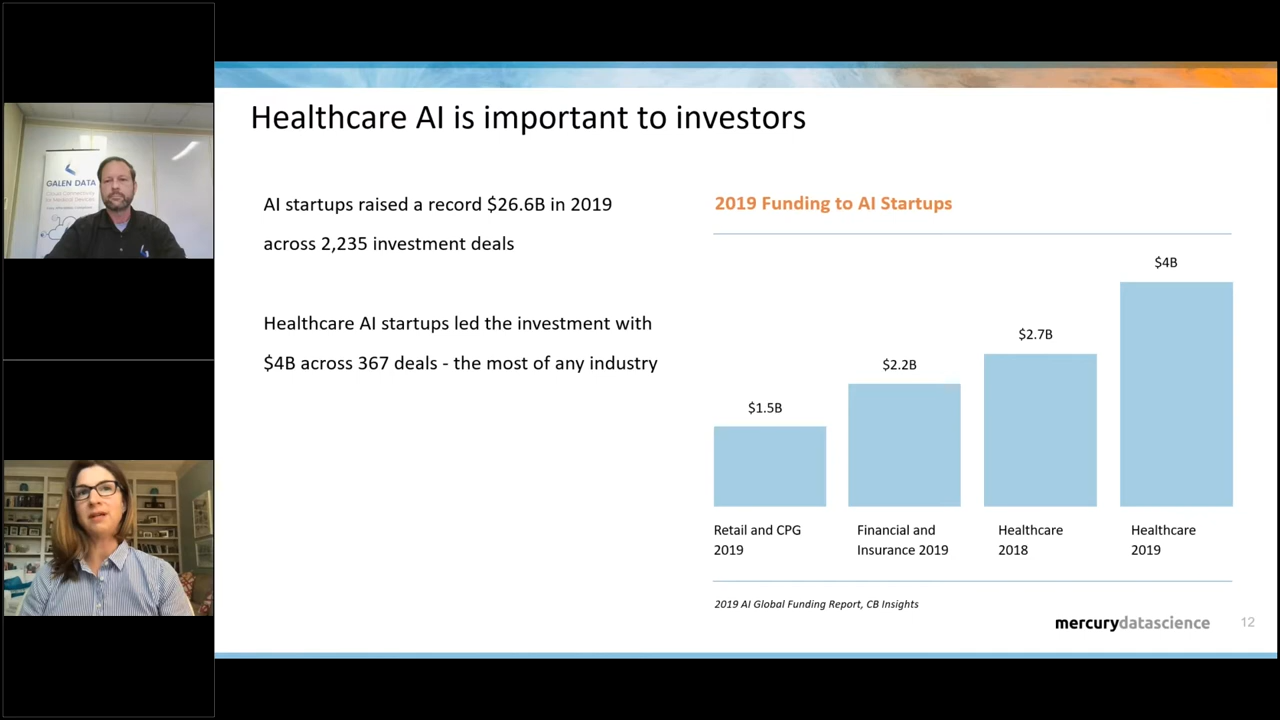 GALEN DATA
Healthcare AI is important to investors
AI startups raised a record $26.6B in 2019
across 2,235 investment deals
Healthcare AI startups led the investment with
$4B across 367 deals - the most of any industry
2019 Funding to AI Startups
$1.5B
$2.2B
$2.7B
$4B
Retail and CPG
2019
Financial and
Insurance 2019
Healthcare
2018
Healthcare
2019
2019 AI Global Funding Report, CB Insights
mercurydatascience
12